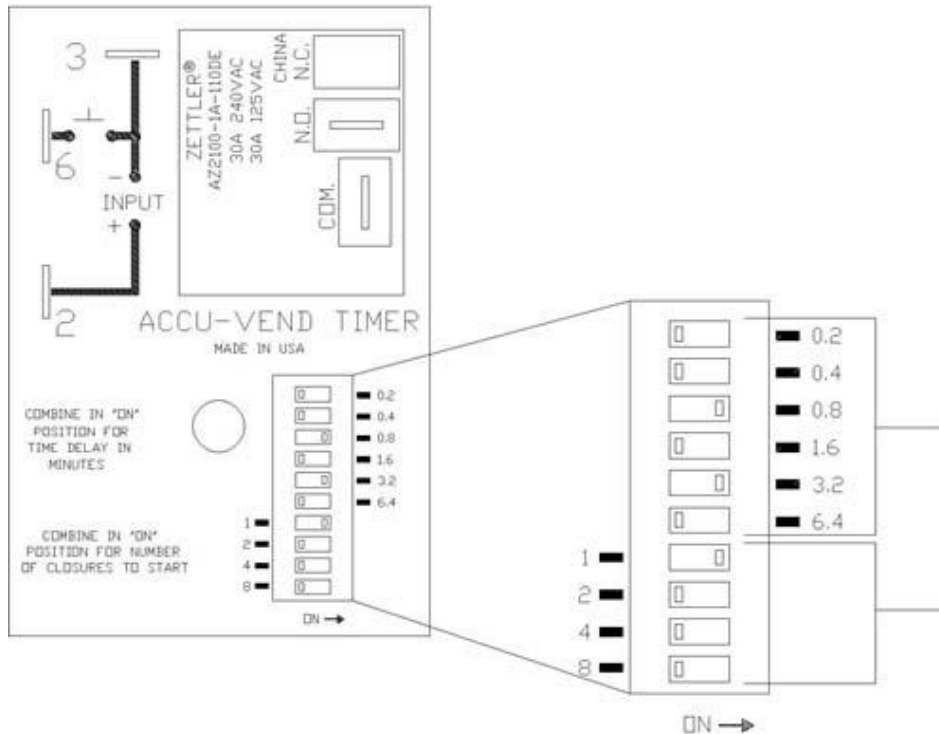 3
6
-
INPUT
+
2
ZETTLER®
AZ2100-1A-110DE
30A 240VAC
30A 125VAC
CHINA
N.C.
N.O.
COM.
ACCU-VEND TIMER
MADE IN USA
COMBINE IN "ON"
POSITION FOR
TIME DELAY IN
MINUTES
0.2
0.4
0.8
1.6
3.2
6.4
COMBINE IN "ON"
POSITION FOR NUMBER
OF CLOSURES TO START
1
2
4
8
ON
0.2
0.4
0.8
1.6
3.2
6.4
1
2
4
8
ON